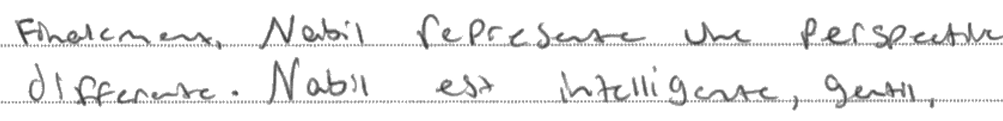 Finalement, Nabil represente une perspective
differente. Nabil est intelligente, gentil,